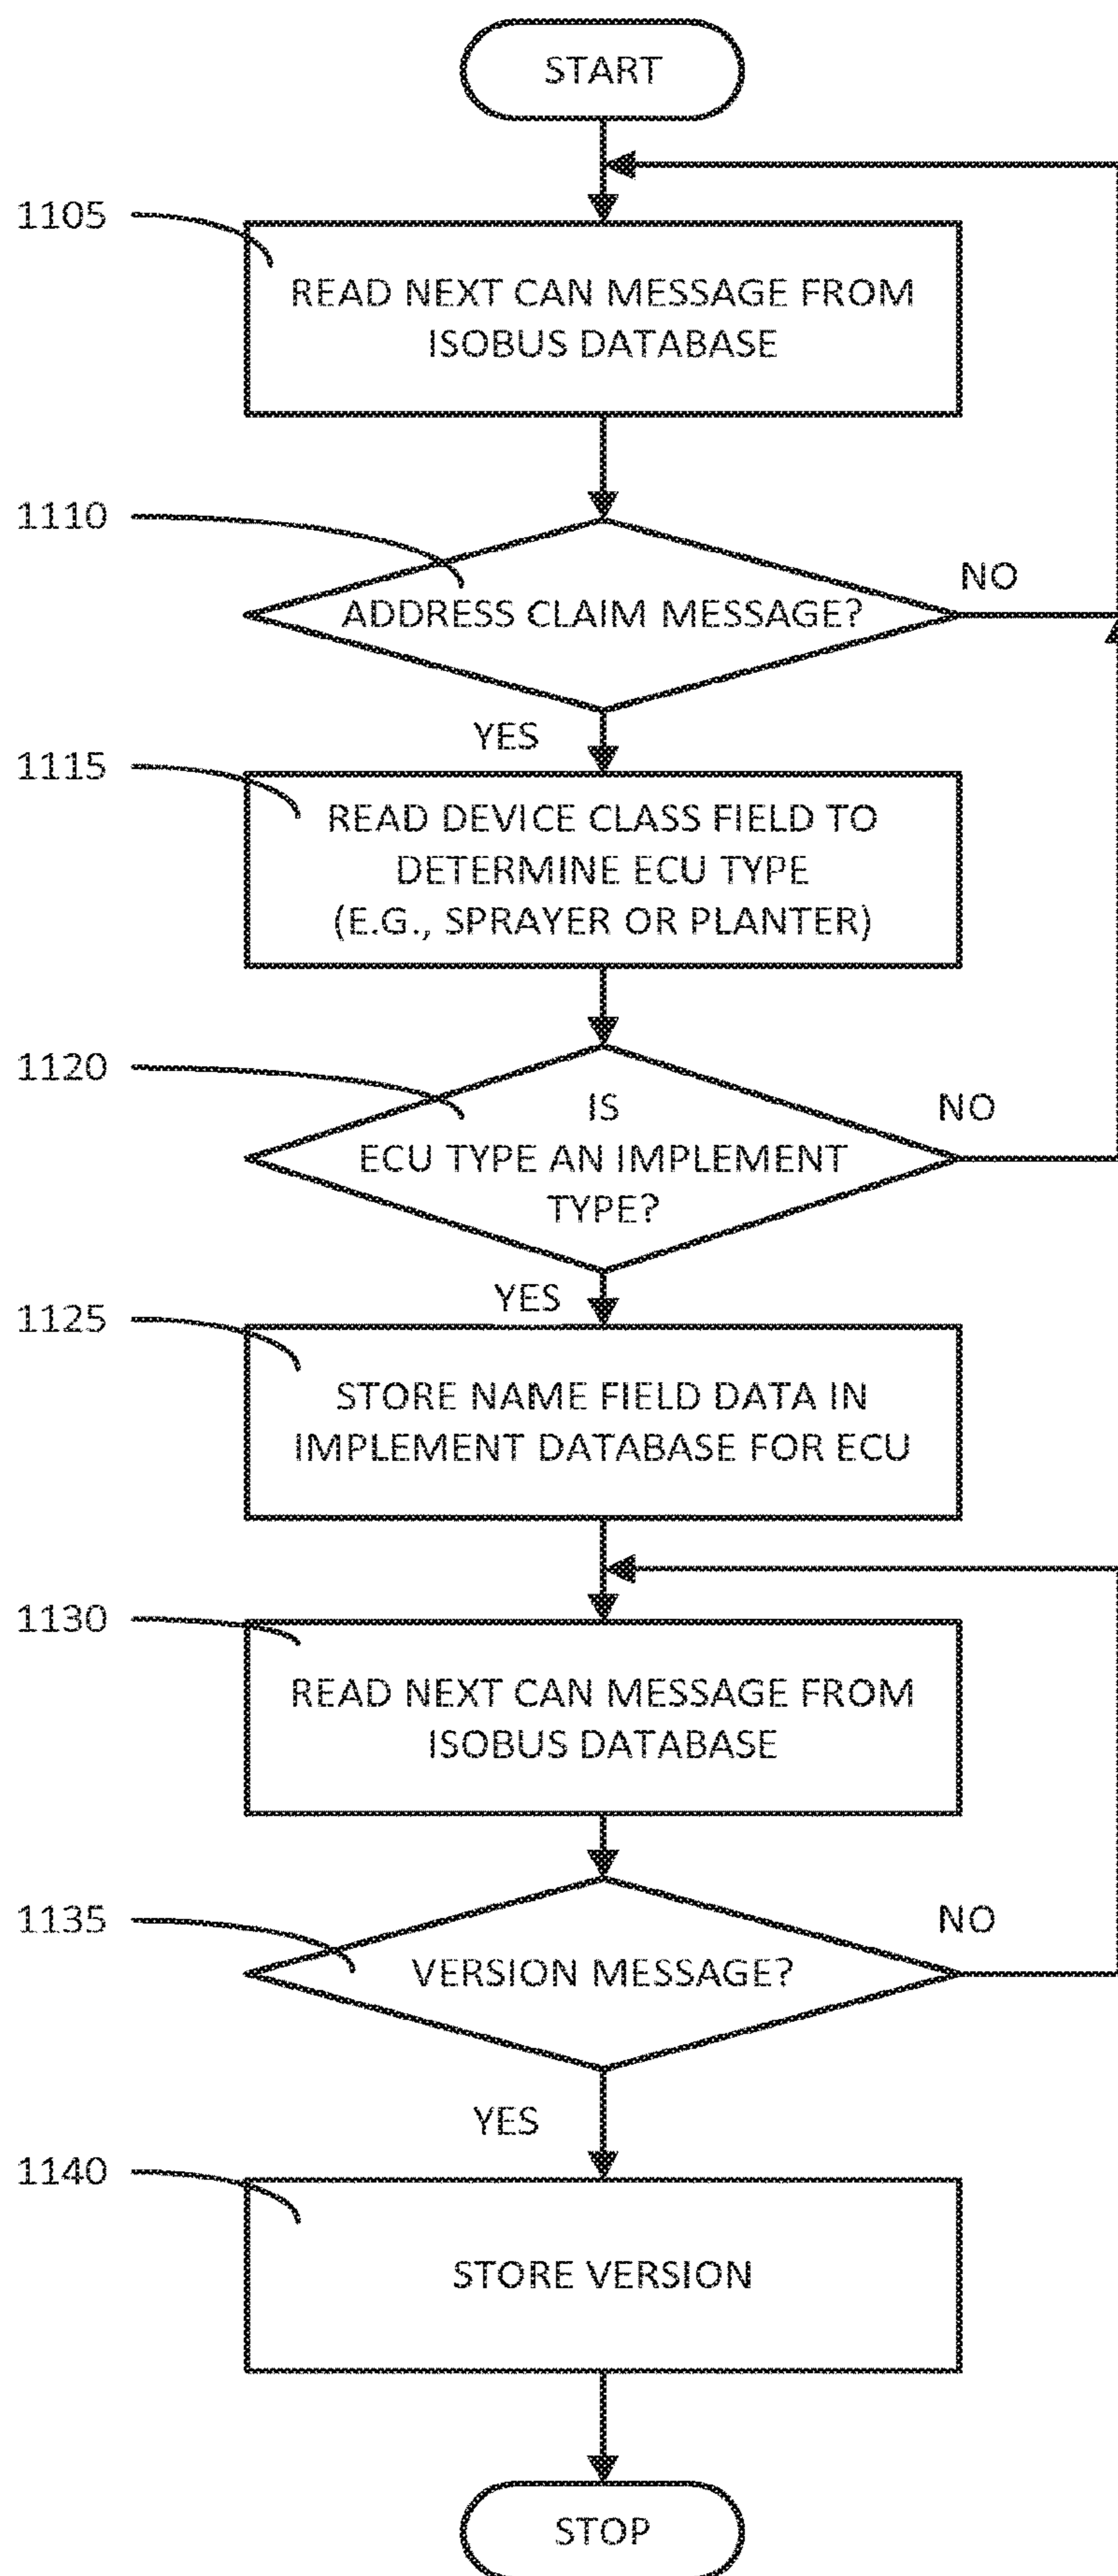 START
1105
READ NEXT CAN MESSAGE FROM
ISOBUS DATABASE
1110
NO
ADDRESS CLAIM MESSAGE?
YES
1115
READ DEVICE CLASS FIELD TO
DETERMINE ECU TYPE
(E.G., SPRAYER OR PLANTER)
1120
IS
NO
ECU TYPE AN IMPLEMENT
TYPE?
YES
1125
STORE NAME FIELD DATA IN
IMPLEMENT DATABASE FOR ECU
1130
READ NEXT CAN MESSAGE FROM
ISOBUS DATABASE
1135
NO
VERSION MESSAGE?
YES
1140
STORE VERSION
STOP